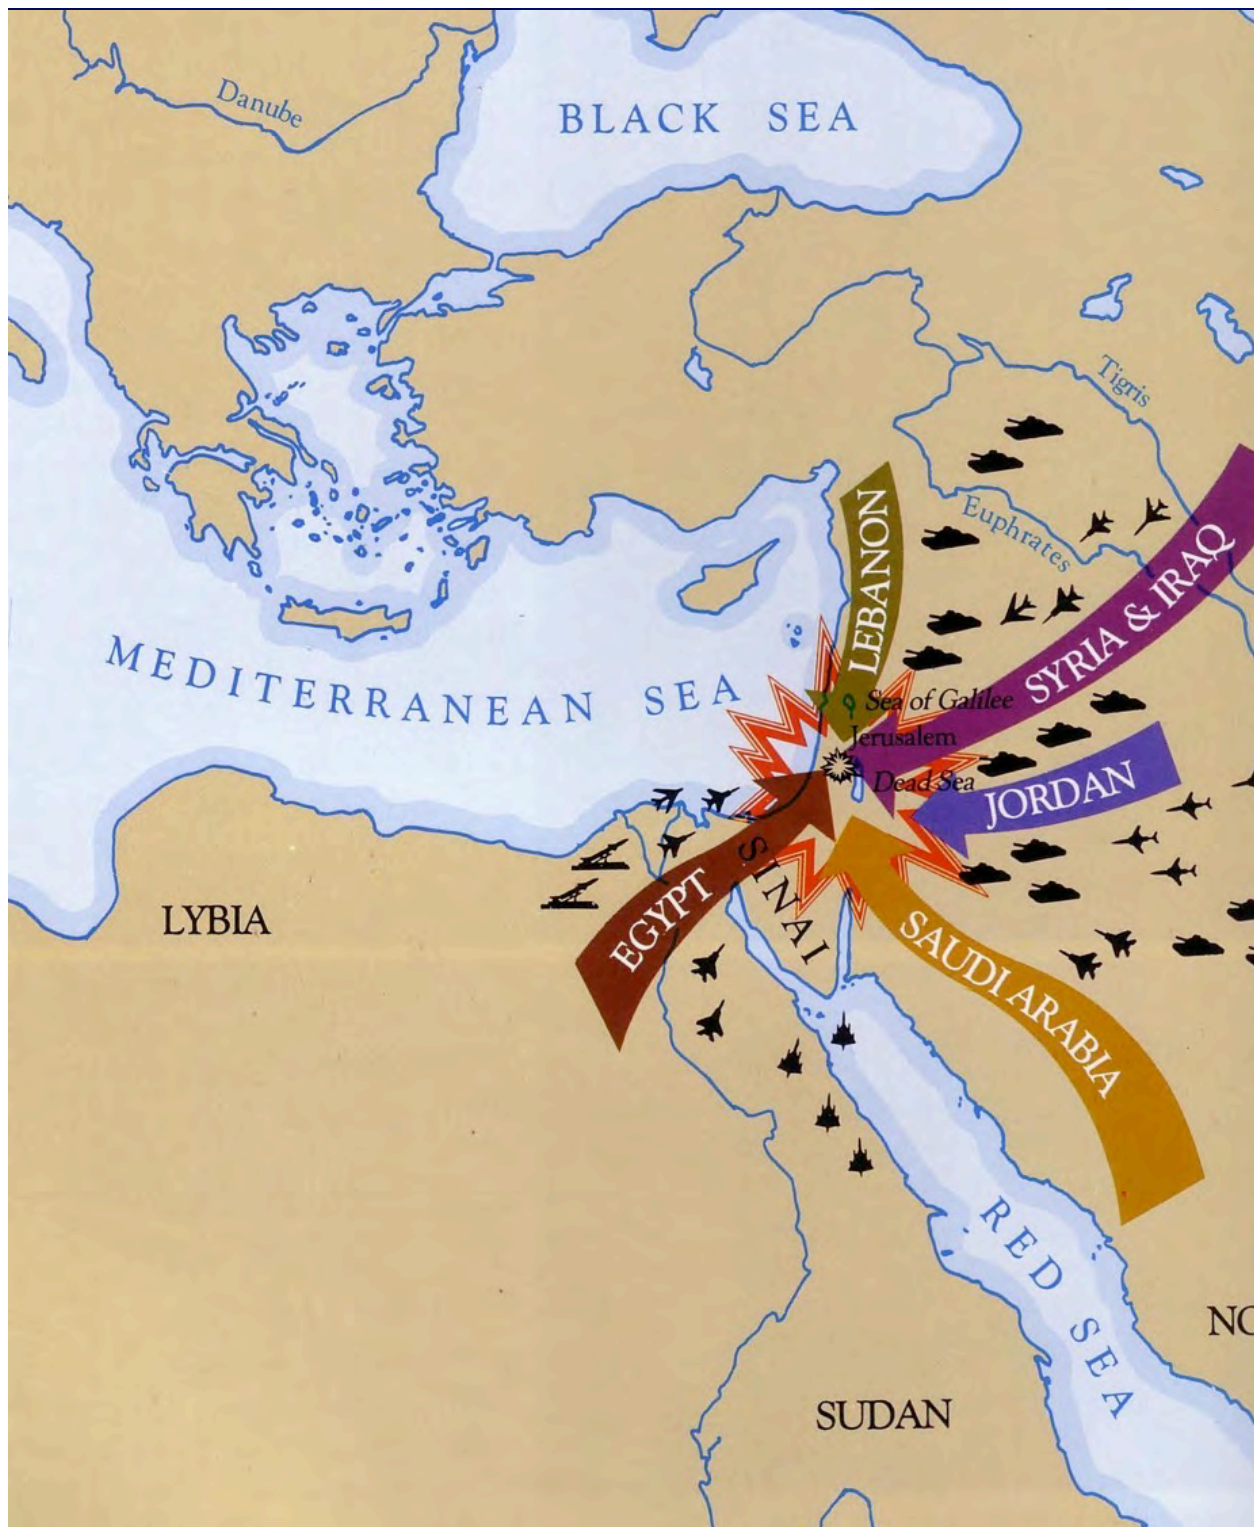 Danube
BLACK SEA
Tigris
Euphrates
LEBANON
SYRIA & IRAQ
MEDITERRANEAN SEA
Sea of Galilee
Jerusalem
Dead Sea
JORDAN
SINAI
EGYPT
LYBIA
SAUDI ARABIA
RED SEA
NO
SUDAN